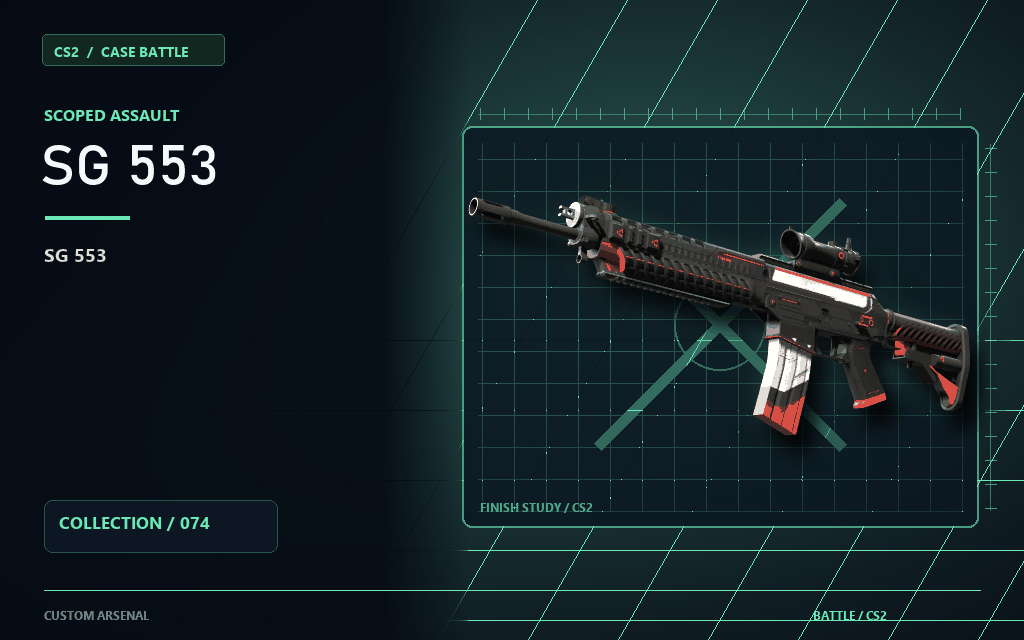 CS2 / CASE BATTLE
SCOPED ASSAULT
SG 553
SG 553
FINISH STUDY / CS2
COLLECTION / 074
CUSTOM ARSENAL
BATTLE / CS2